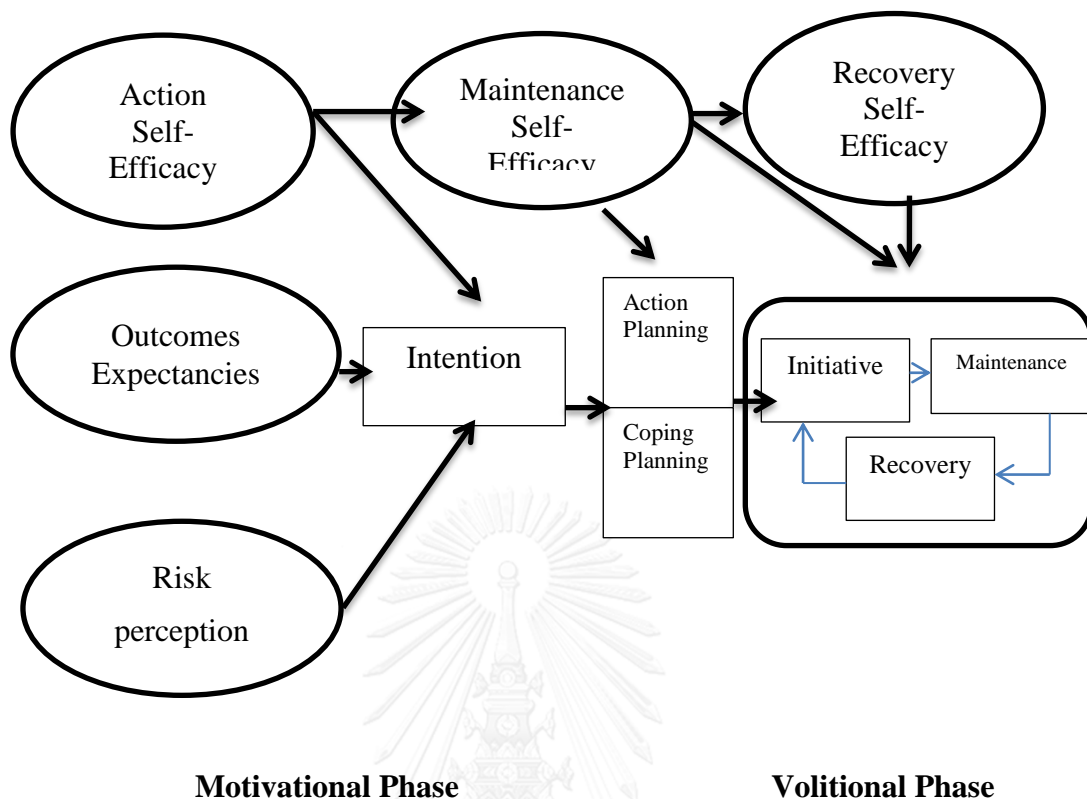 Action
Self-
Efficacy
Maintenance
Self-
Efficacy
Recovery
Self-
Efficacy
Outcomes
Expectancies
Intention
Action
Planning
Coping
Planning
Initiative
Maintenance
Recovery
Risk
perception
Motivational Phase
Volitional Phase